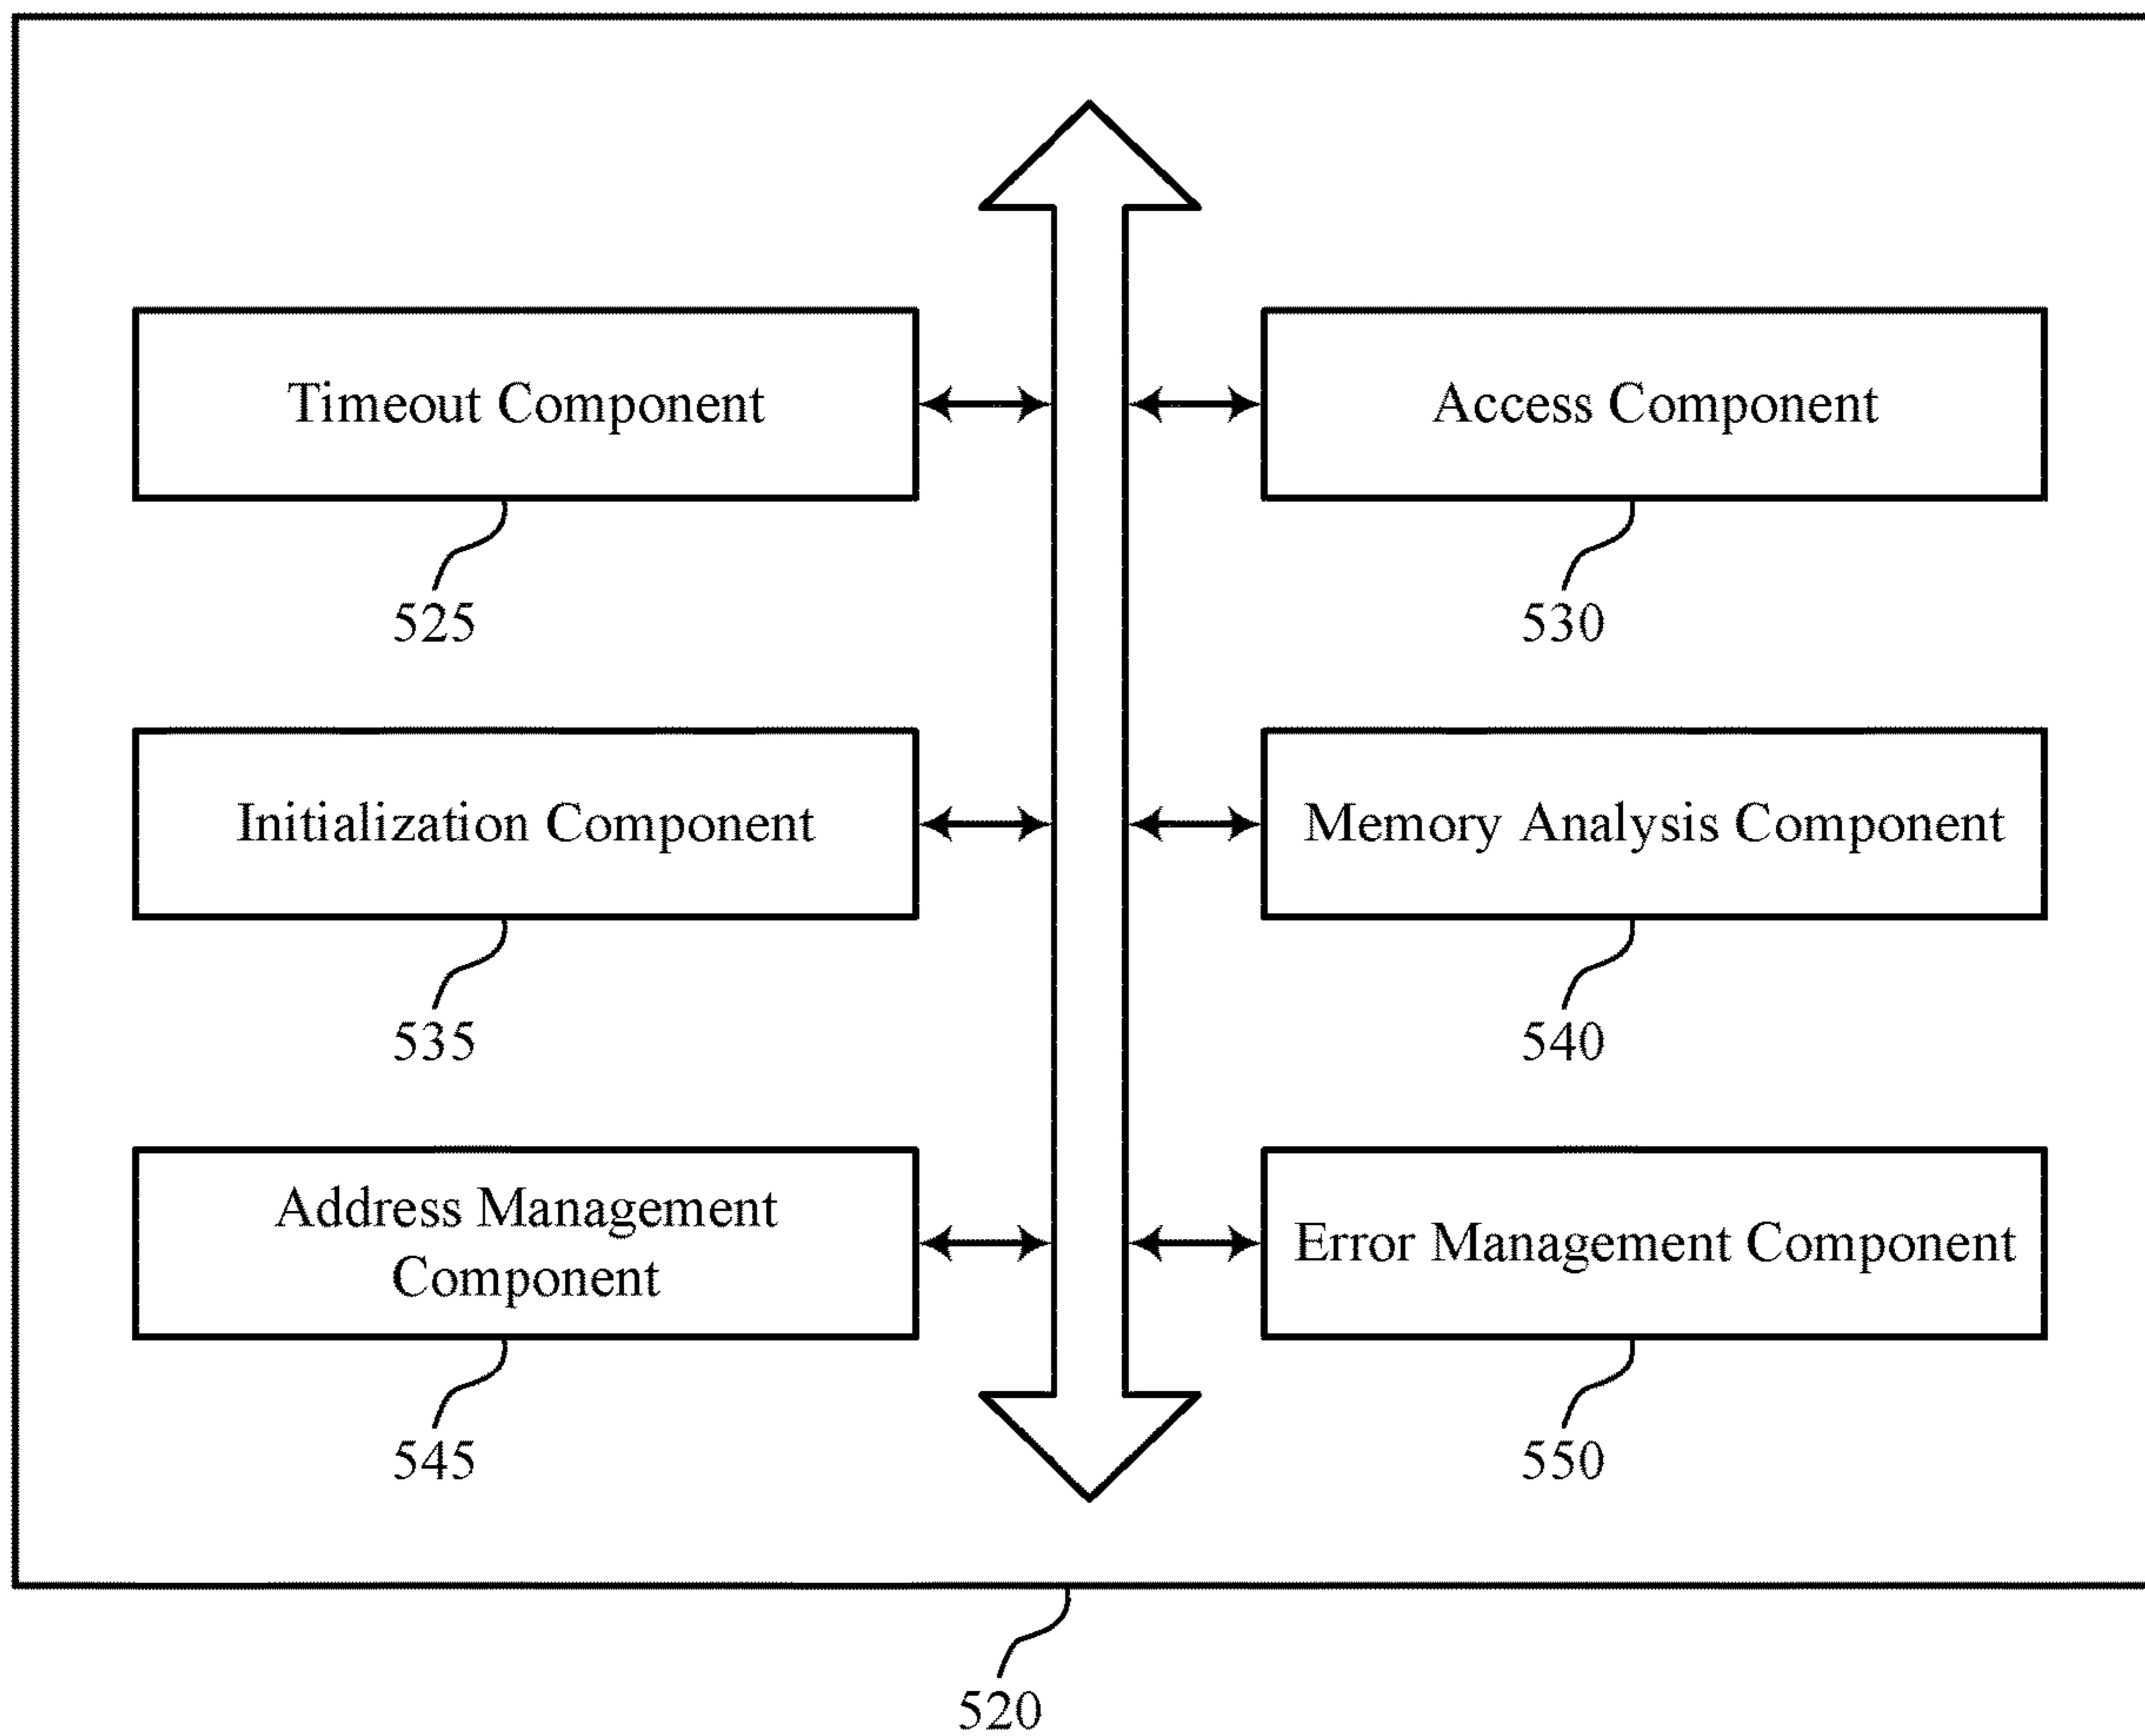 Timeout Component
Access Component
525
530
Initialization Component
Memory Analysis Component
535
540
Address Management
Component
Error Management Component
545
550
520